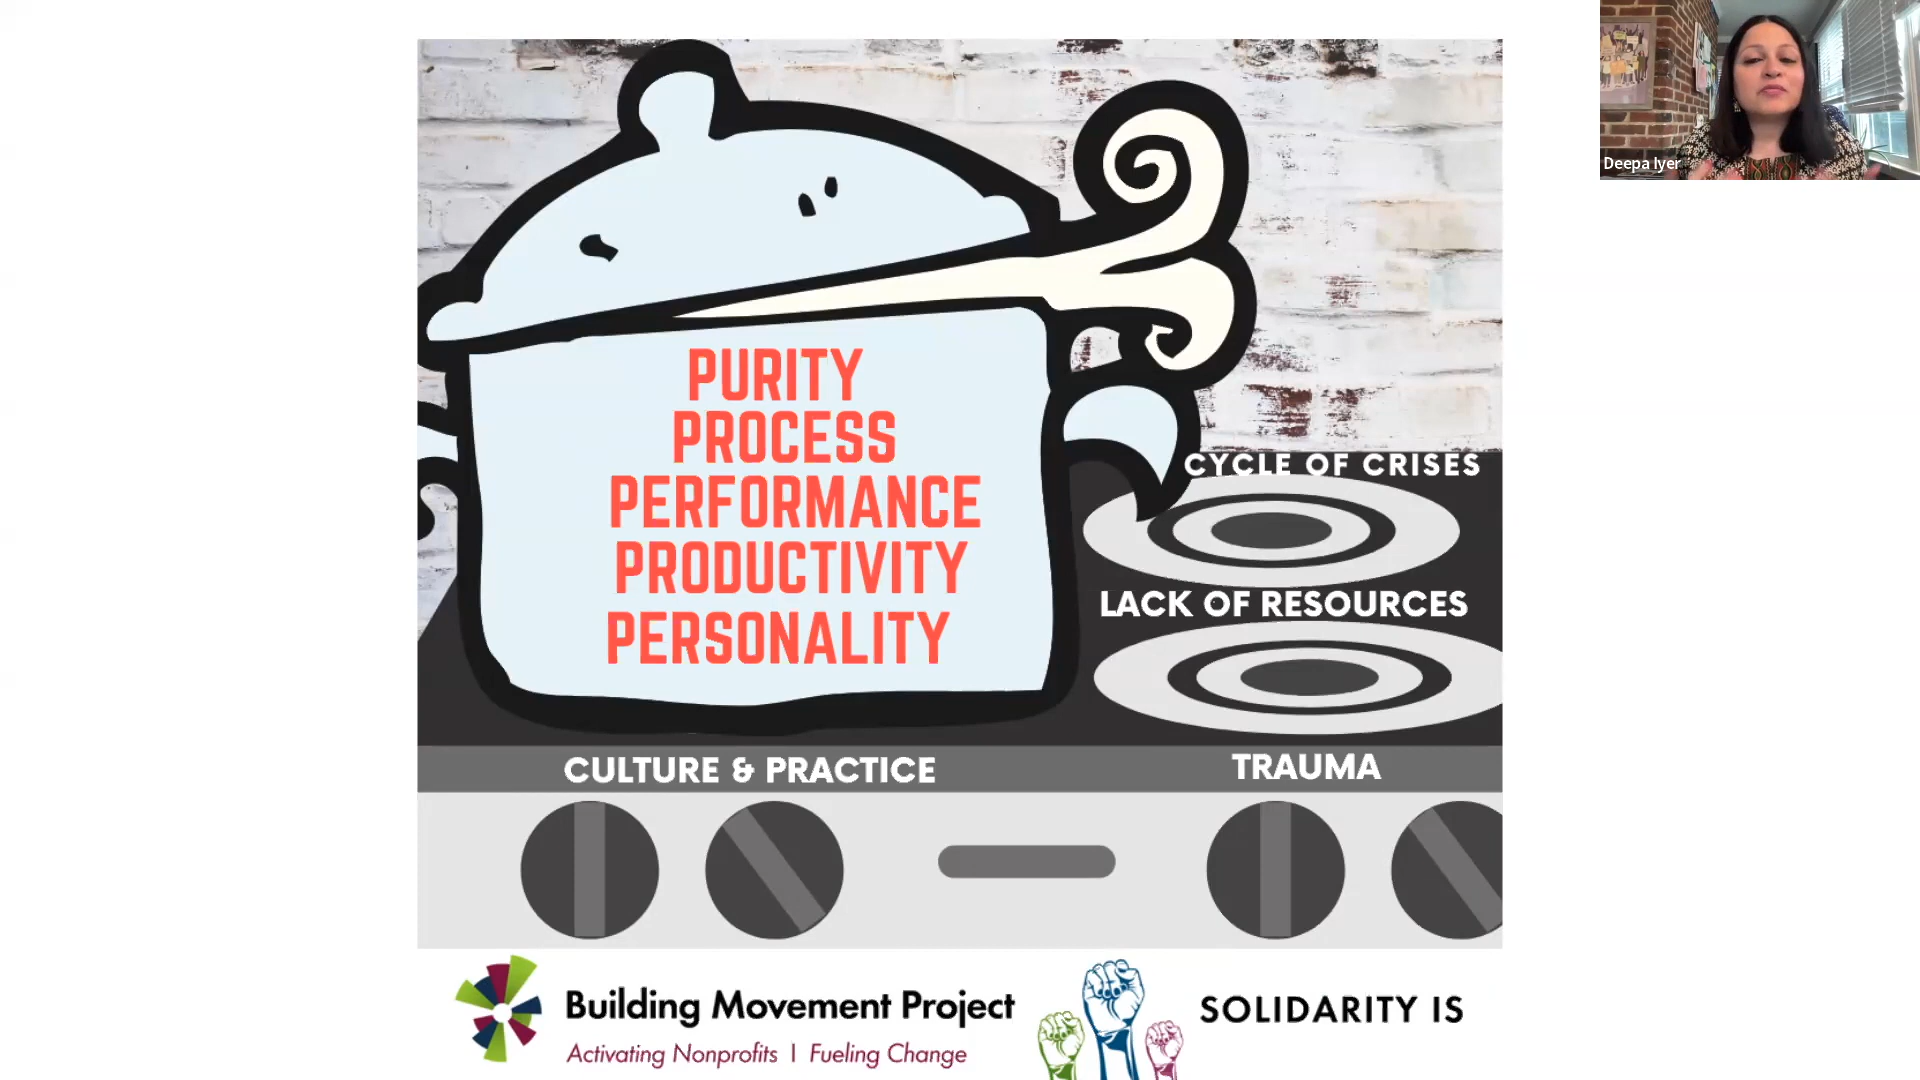 Deepa Iyer
PURITY
PROCESS
PERFORMANCE
PRODUCTIVITY
PERSONALITY
CYCLE OF CRISES
LACK OF RESOURCES
CULTURE & PRACTICE
TRAUMA
Building Movement Project
Activating Nonprofits | Fueling Change
SOLIDARITY IS